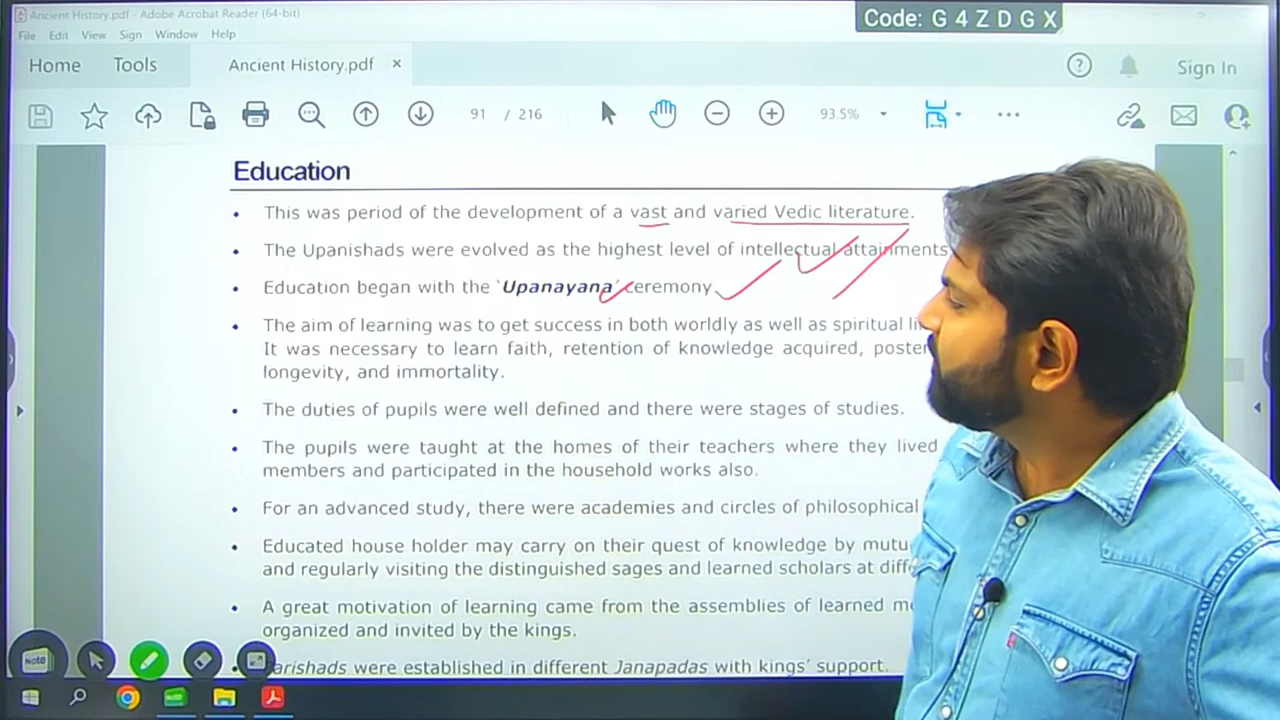 Ancient History.pdf - Adobe Acrobat Reader (64-bit)
Code: G 4 Z D G X
File Edit View Sign Window Help
Home Tools Ancient History.pdf × Sign In
91 / 216 93.5%
Education
• This was period of the development of a vast and varied Vedic literature.
• The Upanishads were evolved as the highest level of intellectual attainments
• Education began with the 'Upanayana' ceremony
• The aim of learning was to get success in both worldly as well as spiritual
It was necessary to learn faith, retention of knowledge acquired,
longevity, and immortality.
• The duties of pupils were well defined and there were stages of studies.
• The pupils were taught at the homes of their teachers where they lived
members and participated in the household works also.
• For an advanced study, there were academies and circles of philosophical
• Educated house holder may carry on their quest of knowledge by
and regularly visiting the distinguished sages and learned scholars at
• A great motivation of learning came from the assemblies of learned
organized and invited by the kings.
• arishads were established in different Janapadas with kings' support.
Note